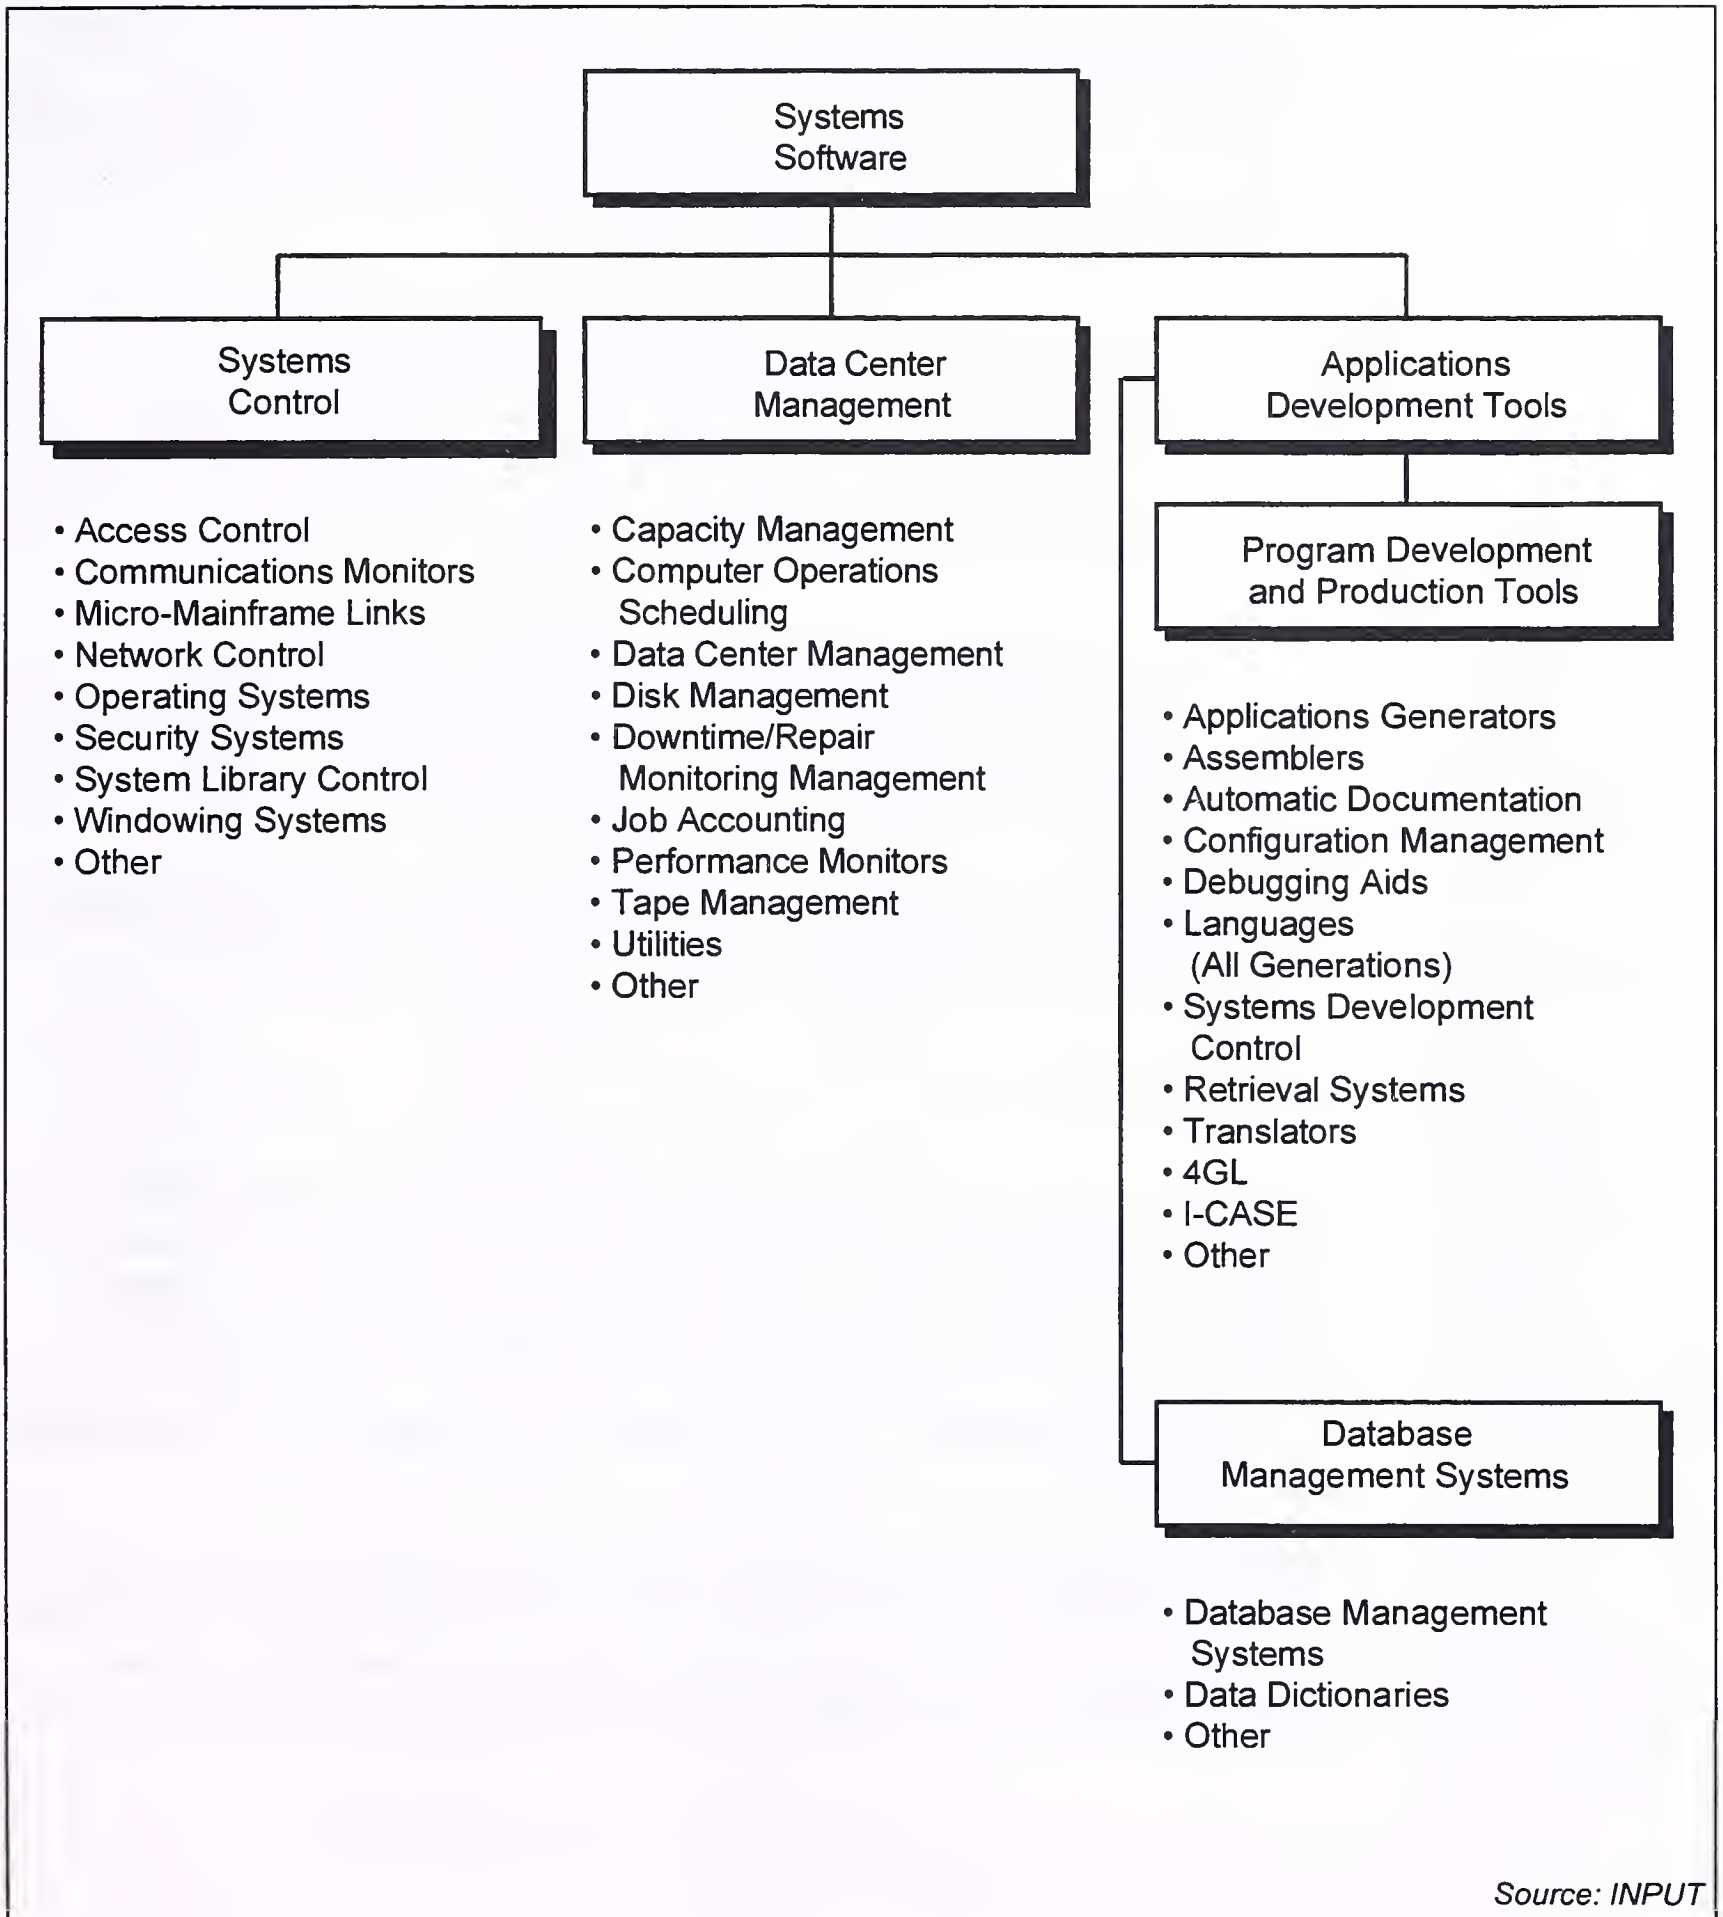 Systems
Software
Systems
Control
• Access Control
• Communications Monitors
• Micro-Mainframe Links
• Network Control
• Operating Systems
• Security Systems
• System Library Control
• Windowing Systems
• Other
Data Center
Management
• Capacity Management
• Computer Operations
Scheduling
• Data Center Management
• Disk Management
• Downtime/Repair
Monitoring Management
• Job Accounting
• Performance Monitors
• Tape Management
• Utilities
• Other
Applications
Development Tools
Program Development
and Production Tools
• Applications Generators
• Assemblers
• Automatic Documentation
• Configuration Management
• Debugging Aids
• Languages
(All Generations)
• Systems Development
Control
• Retrieval Systems
• Translators
• 4GL
• I-CASE
• Other
Database
Management Systems
• Database Management
Systems
• Data Dictionaries
• Other
Source: INPUT